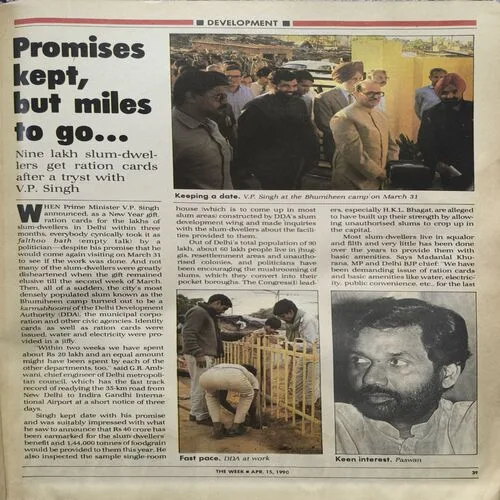 DEVELOPMENT
Promises
kept,
but miles
to go...
Nine lakh slum-dwel-
lers get ration cards
after a tryst with
V.P. Singh
Keeping a date. V.P. Singh at the Bhumiheen camp on March 31
WHEN Prime Minister V.P. Singh
announced, as a New Year gift,
ration cards for the lakhs of
slum-dwellers in Delhi within three
months, everybody cynically took it as
falthoo bath (empty talk) by a
politician—despite his promise that he
would come again visiting on March 31
to see if the work was done. And not
many of the slum-dwellers were greatly
disheartened when the gift remained
elusive till the second week of March.
Then, all of a sudden, the city's most
densely populated slum known as the
Bhumiheen camp turned out to be a
karmabhoomi of the Delhi Development
Authority (DDA), the municipal corpo-
ration and other civic agencies. Identity
cards as well as ration cards were
issued, water and electricity were pro-
vided in a jiffy.
"Within two weeks we have spent
about Rs 20 lakh and an equal amount
might have been spent by each of the
other departments, too," said G.R. Amb-
wani, chief engineer of Delhi metropoli-
tan council, which has the fast track
record of readying the 35-km road from
New Delhi to Indira Gandhi Interna-
tional Airport at a short notice of three
days.
Singh kept date with his promise
and was suitably impressed with what
he saw to announce that Rs 40 crore has
been earmarked for the slum-dwellers'
benefit and 1,44,000 tonnes of foodgrain
would be provided to them this year. He
also inspected the sample single-room
house (which is to come up in most
slum areas) constructed by DDA's slum
development wing and made inquiries
with the slum-dwellers about the facili-
ties provided to them.
Out of Delhi's total population of 90
lakh, about 60 lakh people live in jhug-
gis, resettlement areas and unautho-
rised colonies, and politicians have
been encouraging the mushrooming of
slums, which they convert into their
pocket boroughs. The Congress(I) lead-
ers, especially H.K.L. Bhagat, are alleged
to have built up their strength by allow-
ing unauthorised slums to crop up in
the capital.
Most slum-dwellers live in squalor
and filth and very little has been done
over the years to provide them with
basic amenities. Says Madanlal Khu-
rana, MP and Delhi BJP chief: "We have
been demanding issue of ration cards
and basic amenities like water, electric-
ity, public convenience, etc., for the last
Fast pace. DDA at work
Keen interest. Paswan
THE WEEK ■ APR. 15, 1990
39